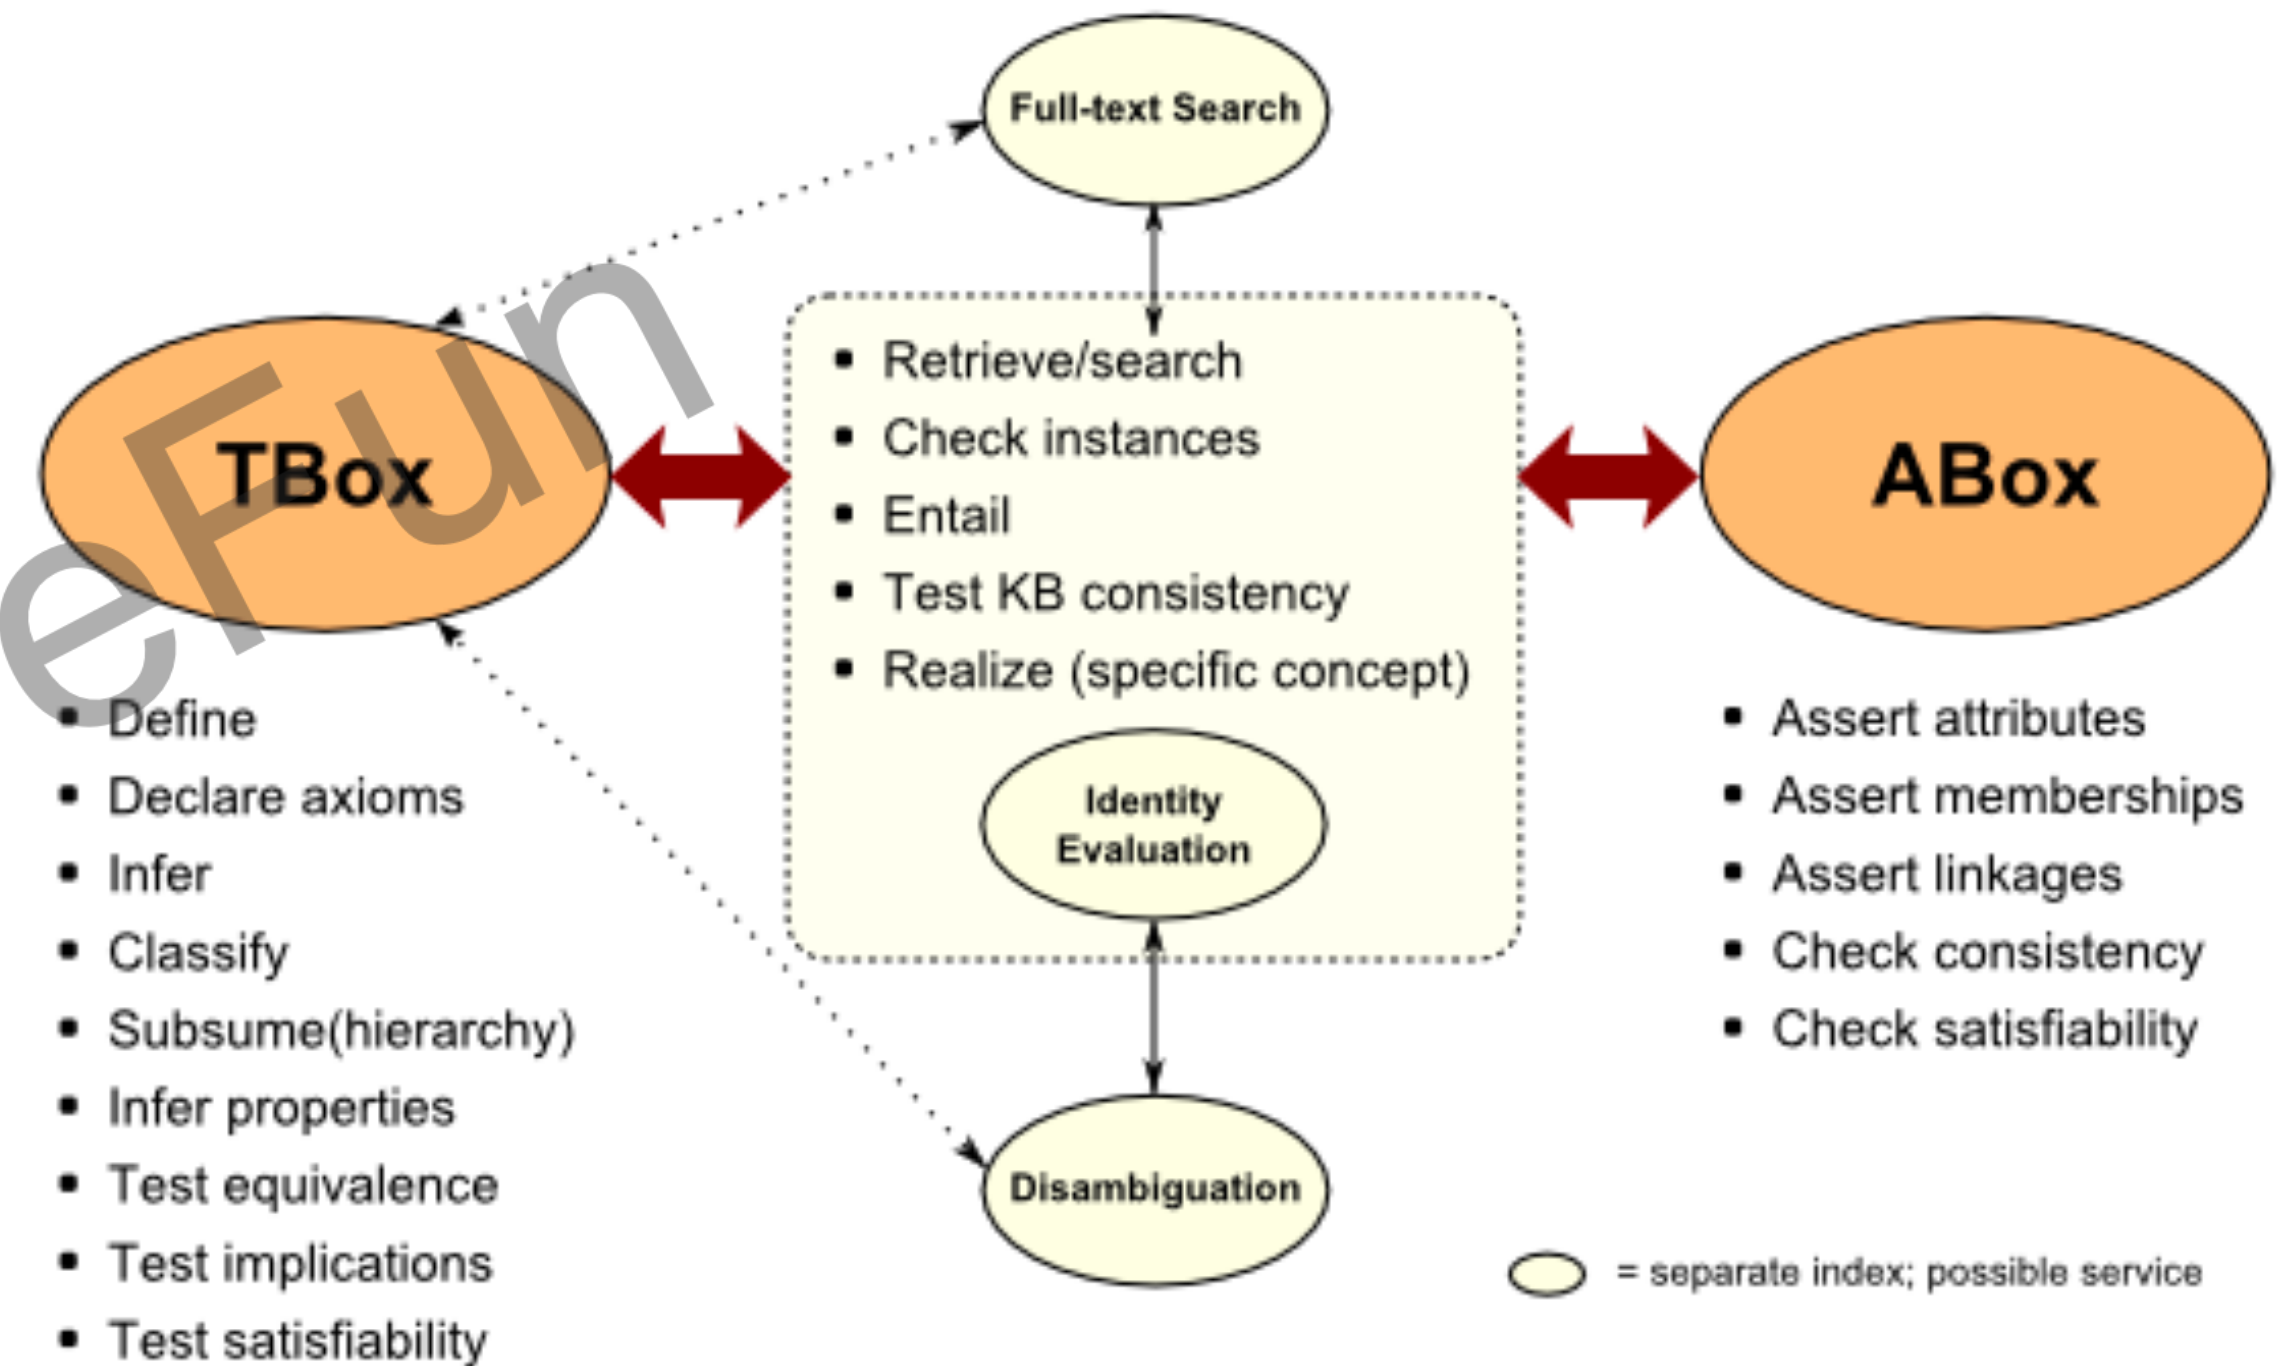 Full-text Search
▪ Retrieve/search
▪ Check instances
▪ Entail
▪ Test KB consistency
▪ Realize (specific concept)
Identity
Evaluation
TBox
ABox
▪ Define
▪ Declare axioms
▪ Infer
▪ Classify
▪ Subsume(hierarchy)
▪ Infer properties
▪ Test equivalence
▪ Test implications
▪ Test satisfiability
▪ Assert attributes
▪ Assert memberships
▪ Assert linkages
▪ Check consistency
▪ Check satisfiability
Disambiguation
= separate index; possible service
eFun